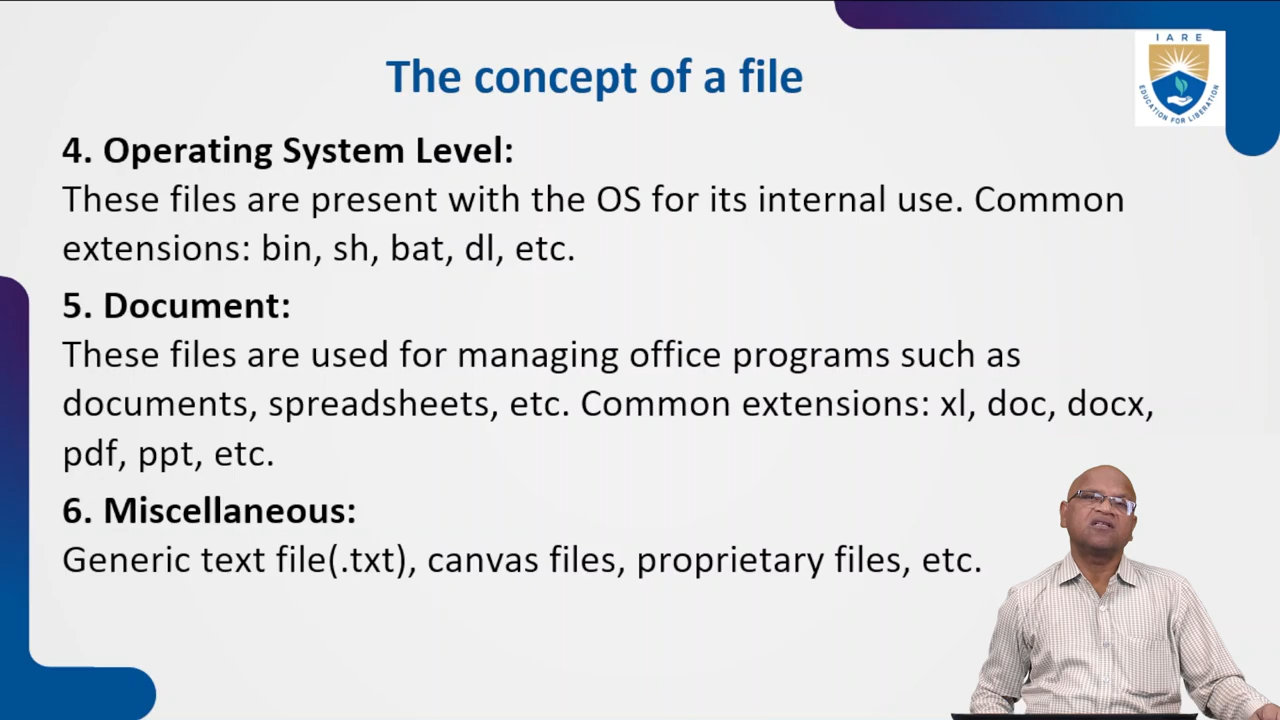 The concept of a file
IARE
EDUCATION FOR LIBERATION
4. Operating System Level:
These files are present with the OS for its internal use. Common
extensions: bin, sh, bat, dl, etc.
5. Document:
These files are used for managing office programs such as
documents, spreadsheets, etc. Common extensions: xl, doc, docx,
pdf, ppt, etc.
6. Miscellaneous:
Generic text file(.txt), canvas files, proprietary files, etc.